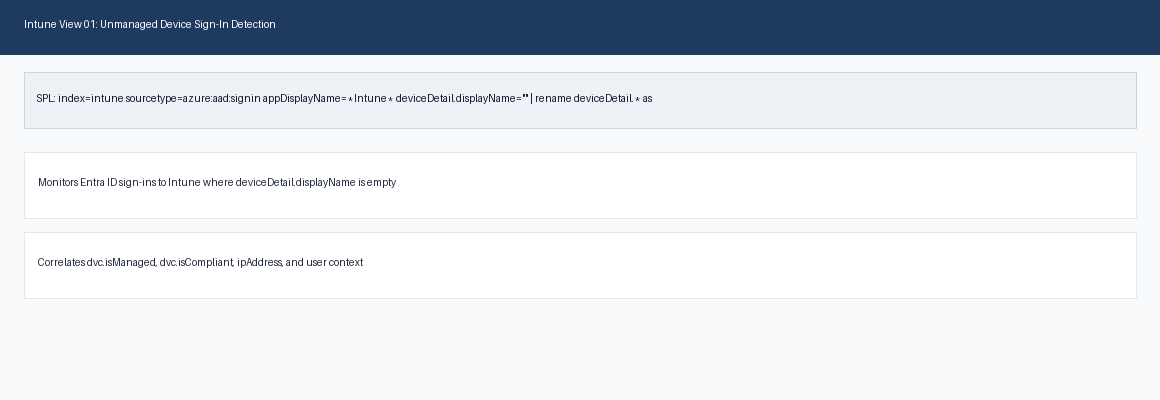 Intune View 01: Unmanaged Device Sign-In Detection
SPL: index=intune sourcetype=azure:aad:signin appDisplayName=*Intune* deviceDetail.displayName="" | rename deviceDetail.* as
Monitors Entra ID sign-ins to Intune where deviceDetail.displayName is empty
Correlates dvc.isManaged, dvc.isCompliant, ipAddress, and user context